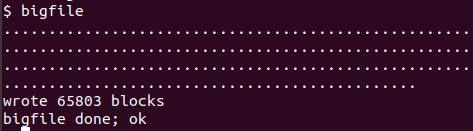 $ bigfile
....................................................
....................................................
....................................................
..............................................
wrote 65803 blocks
bigfile done; ok